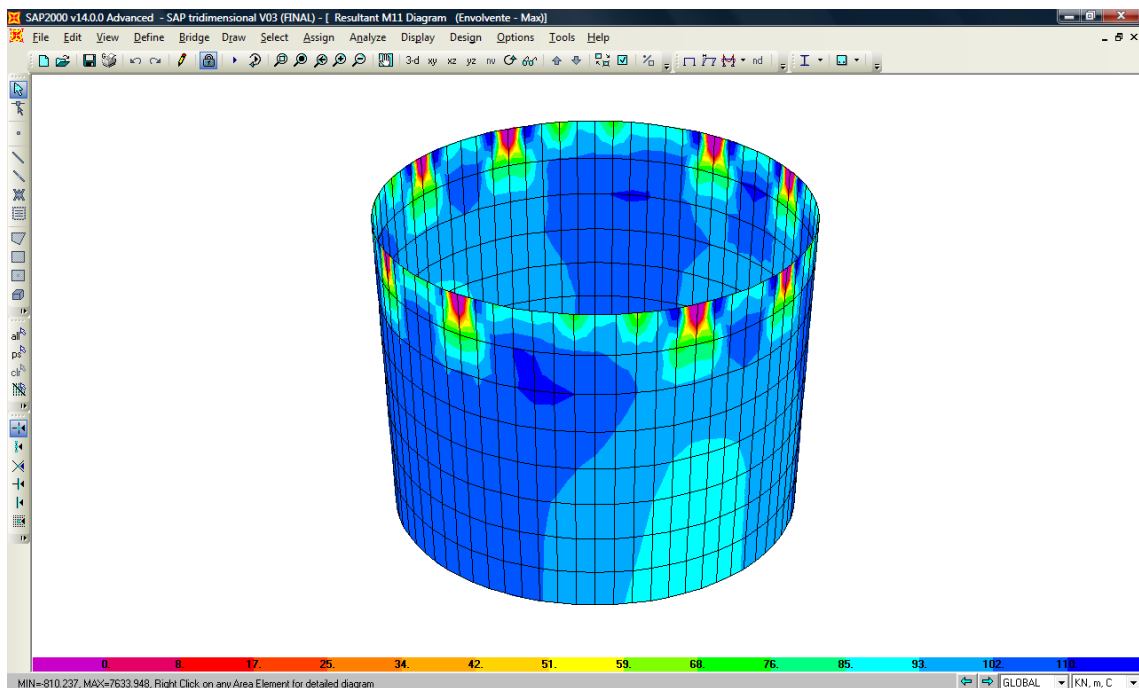 SAP2000 v14.0.0 Advanced - SAP tridimensional V03 (FINAL) - [ Resultant M11 Diagram (Envolvente - Max)]
File Edit View Define Bridge Draw Select Assign Analyze Display Design Options Tools Help
3-d xy xz yz nv nd
all
ps
clr
0. 8. 17. 25. 34. 42. 51. 59. 68. 76. 85. 93. 102. 110.
MIN=-810.237, MAX=7633.948, Right Click on any Area Element for detailed diagram GLOBAL KN, m, C